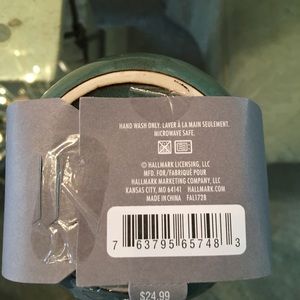 HAND WASH ONLY. LAVER À LA MAIN SEULEMENT.
MICROWAVE SAFE.
© HALLMARK LICENSING, LLC
MFD. FOR/FABRIQUÉ POUR
HALLMARK MARKETING COMPANY, LLC
KANSAS CITY, MO 64141 HALLMARK.COM
MADE IN CHINA FAL1728
7 63795 65748 3
$24.99